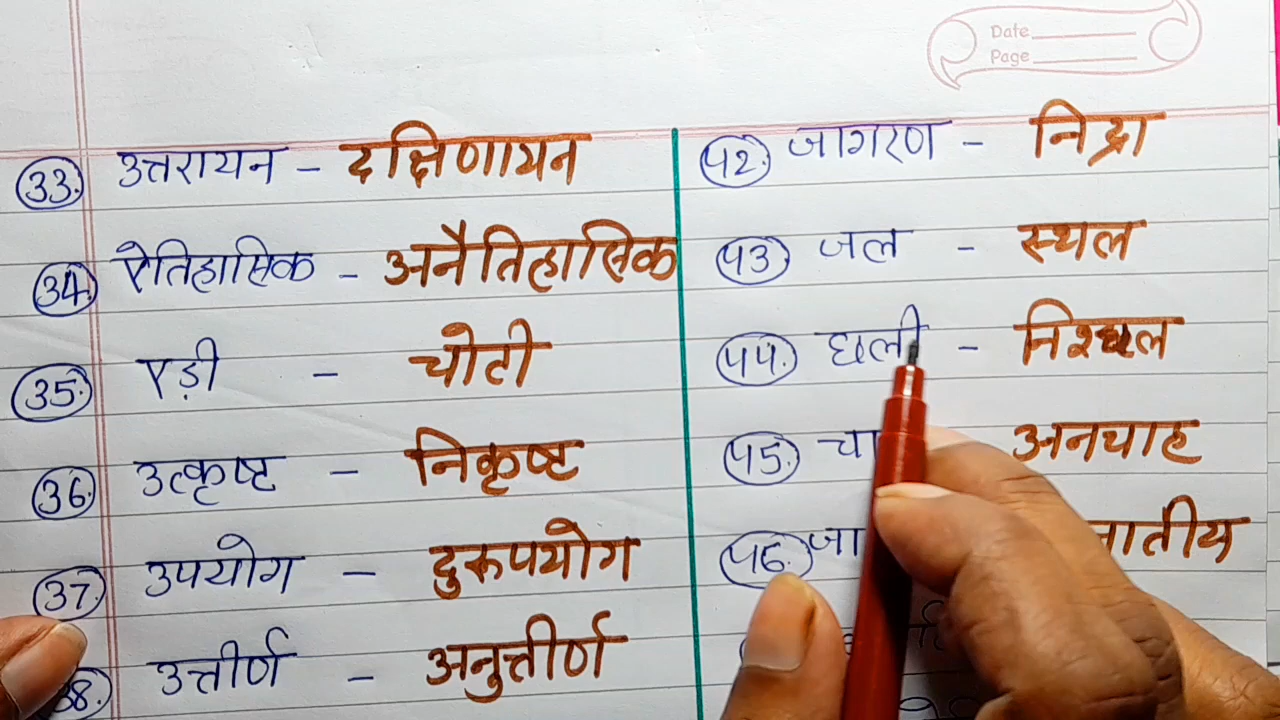 Date
Page
33. उत्तरायन - दक्षिणायन
34. ऐतिहासिक - अनैतिहासिक
35. एड़ी - चोटी
36. उत्कृष्ट - निकृष्ट
37. उपयोग - दुरूपयोग
38. उत्तीर्ण - अनुत्तीर्ण
42. जागरण - निद्रा
43. जल - स्थल
44. छली - निश्छल
45. अनचाह
46.